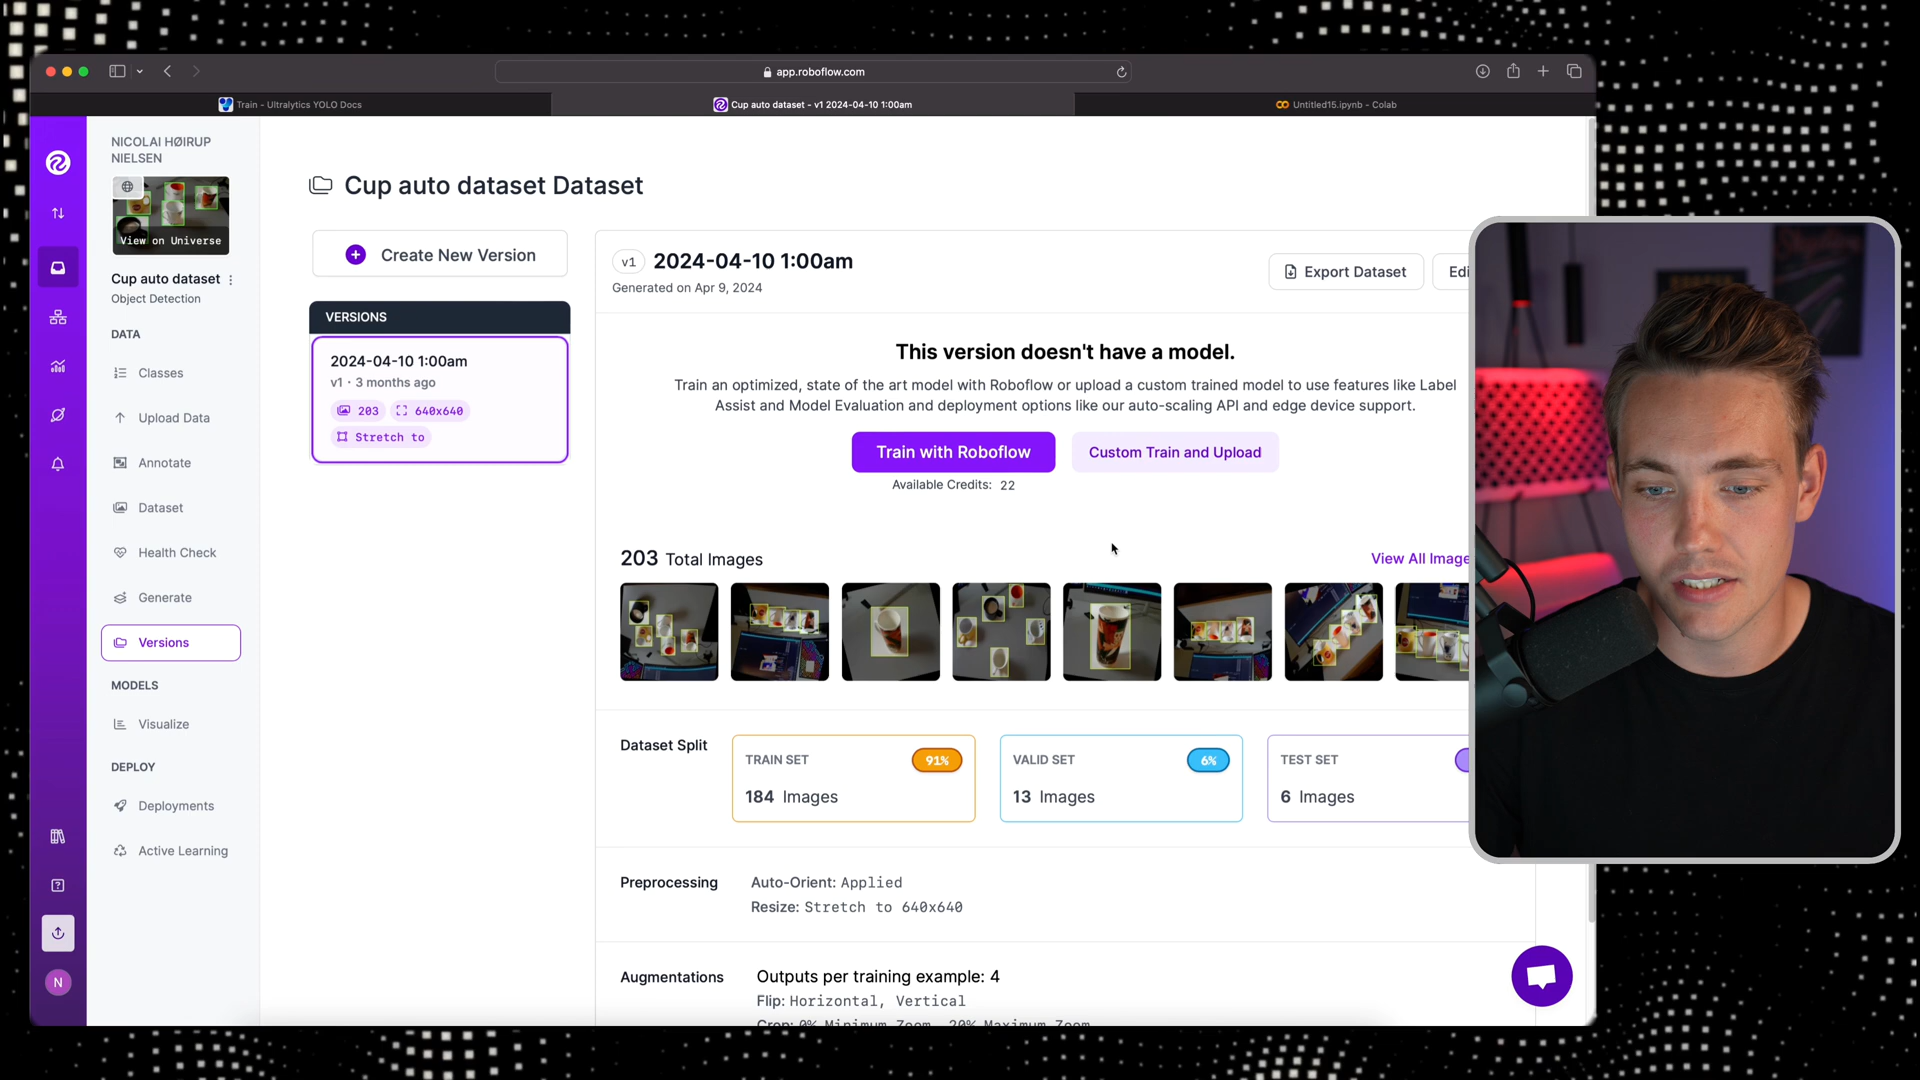 app.roboflow.com
Train - Ultralytics YOLO Docs
Cup auto dataset - v1 2024-04-10 1:00am
Untitled15.ipynb - Colab
NICOLAI HØIRUP
NIELSEN
View on Universe
Cup auto dataset
Object Detection
DATA
Classes
Upload Data
Annotate
Dataset
Health Check
Generate
Versions
MODELS
Visualize
DEPLOY
Deployments
Active Learning
N
Cup auto dataset Dataset
Create New Version
VERSIONS
2024-04-10 1:00am
v1 · 3 months ago
203 640x640
Stretch to
v1 2024-04-10 1:00am
Generated on Apr 9, 2024
Export Dataset
Edi
This version doesn't have a model.
Train an optimized, state of the art model with Roboflow or upload a custom trained model to use features like Label
Assist and Model Evaluation and deployment options like our auto-scaling API and edge device support.
Train with Roboflow
Custom Train and Upload
Available Credits: 22
203 Total Images
View All Image
Dataset Split
TRAIN SET 91%
184 Images
VALID SET 6%
13 Images
TEST SET
6 Images
Preprocessing
Auto-Orient: Applied
Resize: Stretch to 640x640
Augmentations
Outputs per training example: 4
Flip: Horizontal, Vertical
Crop: 0% Minimum Zoom, 20% Maximum Zoom